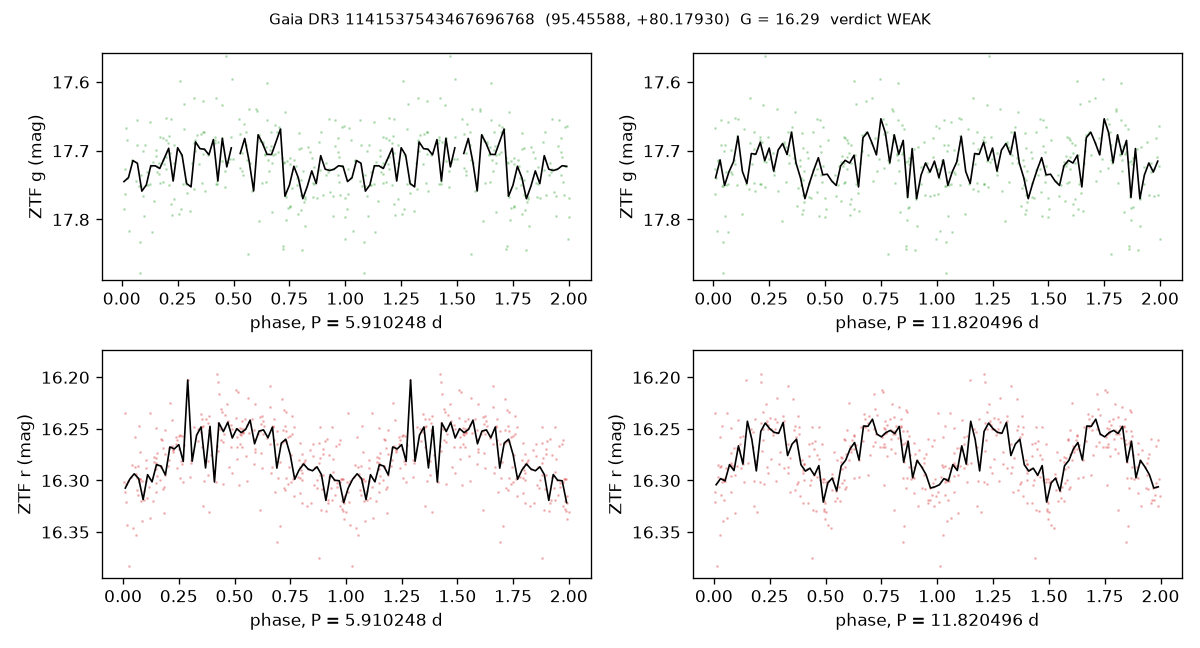 Gaia DR3 1141537543467696768 (95.45588, +80.17930) G = 16.29 verdict WEAK
ZTF g (mag)
17.6
17.7
17.8
0.00 0.25 0.50 0.75 1.00 1.25 1.50 1.75 2.00
phase, P = 5.910248 d
ZTF g (mag)
17.6
17.7
17.8
0.00 0.25 0.50 0.75 1.00 1.25 1.50 1.75 2.00
phase, P = 11.820496 d
ZTF r (mag)
16.20
16.25
16.30
16.35
0.00 0.25 0.50 0.75 1.00 1.25 1.50 1.75 2.00
phase, P = 5.910248 d
ZTF r (mag)
16.20
16.25
16.30
16.35
0.00 0.25 0.50 0.75 1.00 1.25 1.50 1.75 2.00
phase, P = 11.820496 d